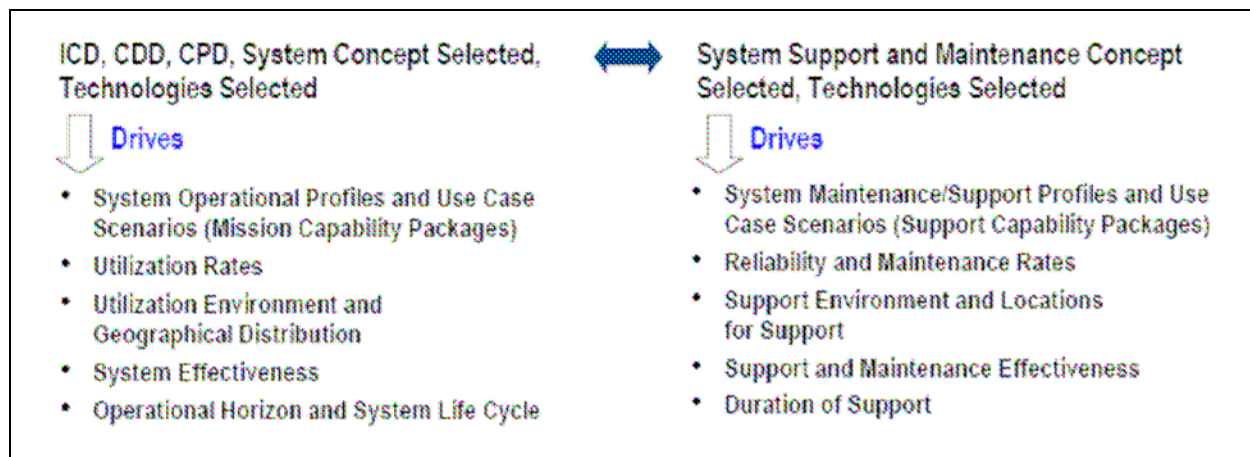 ICD, CDD, CPD, System Concept Selected,
Technologies Selected
Drives
• System Operational Profiles and Use Case
Scenarios (Mission Capability Packages)
• Utilization Rates
• Utilization Environment and
Geographical Distribution
• System Effectiveness
• Operational Horizon and System Life Cycle
System Support and Maintenance Concept
Selected, Technologies Selected
Drives
• System Maintenance/Support Profiles and Use
Case Scenarios (Support Capability Packages)
• Reliability and Maintenance Rates
• Support Environment and Locations
for Support
• Support and Maintenance Effectiveness
• Duration of Support